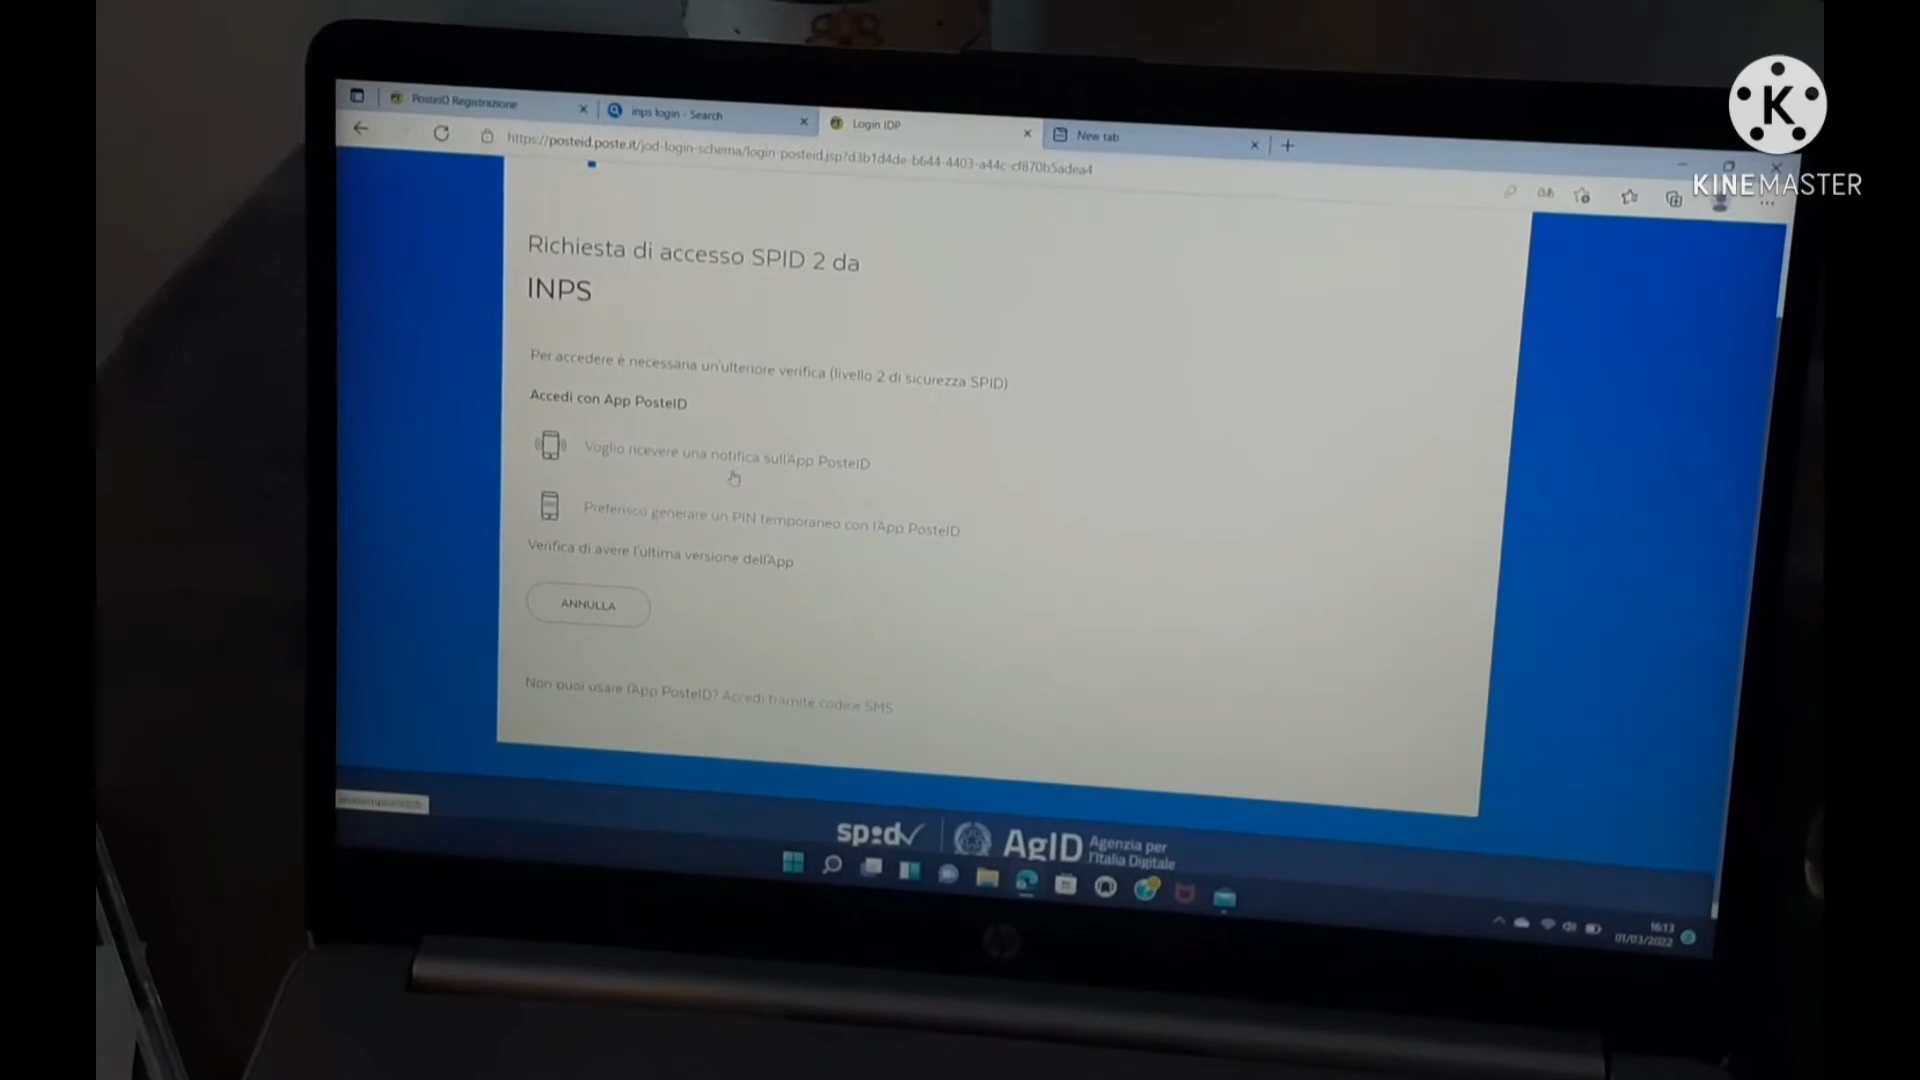 PosteID Registrazione
inps login - Search
Login IDP
New tab
https://posteid.poste.it/jod-login-schema/login-posteid.jsp?d3b1d4de-b644-4403-a44c-cf870b5adea4
K
KINEMASTER
Richiesta di accesso SPID 2 da
INPS
Per accedere è necessaria un'ulteriore verifica (livello 2 di sicurezza SPID)
Accedi con App PosteID
Voglio ricevere una notifica sull'App PosteID
Preferisco generare un PIN temporaneo con l'App PosteID
Verifica di avere l'ultima versione dell'App
ANNULLA
Non puoi usare l'App PosteID? Accedi tramite codice SMS
spid
AgID Agenzia per
l'Italia Digitale
16:13
01/03/2022
hp